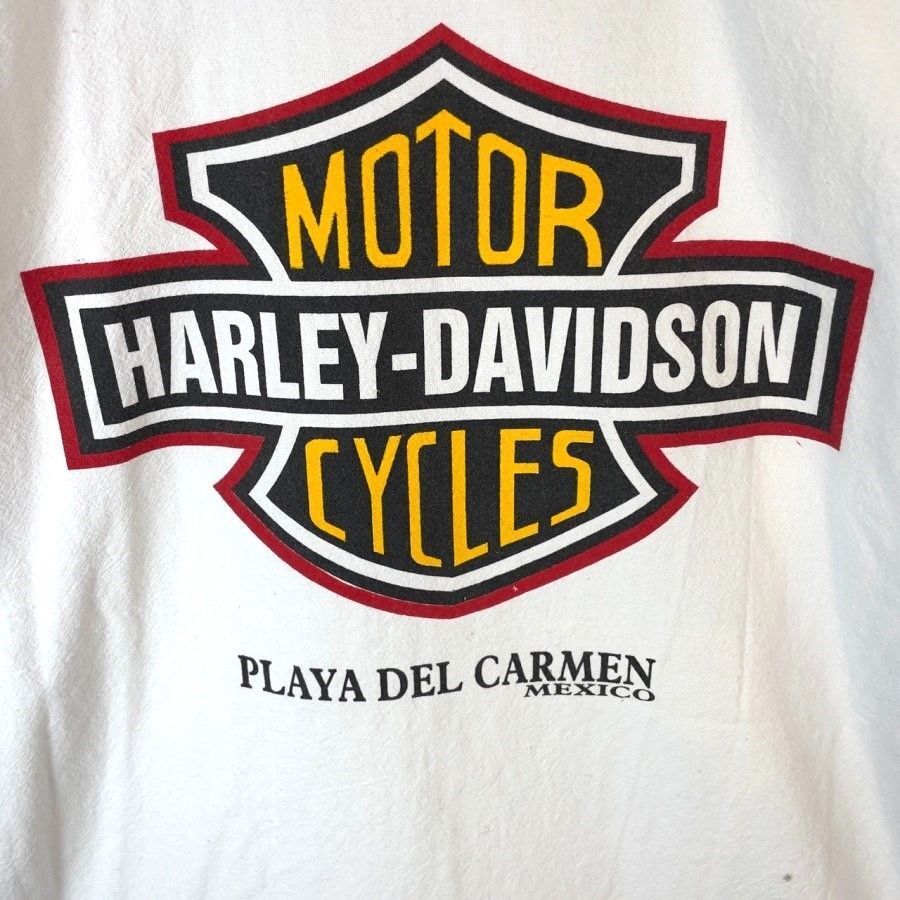 MOTOR
HARLEY-DAVIDSON
CYCLES
PLAYA DEL CARMEN
MEXICO